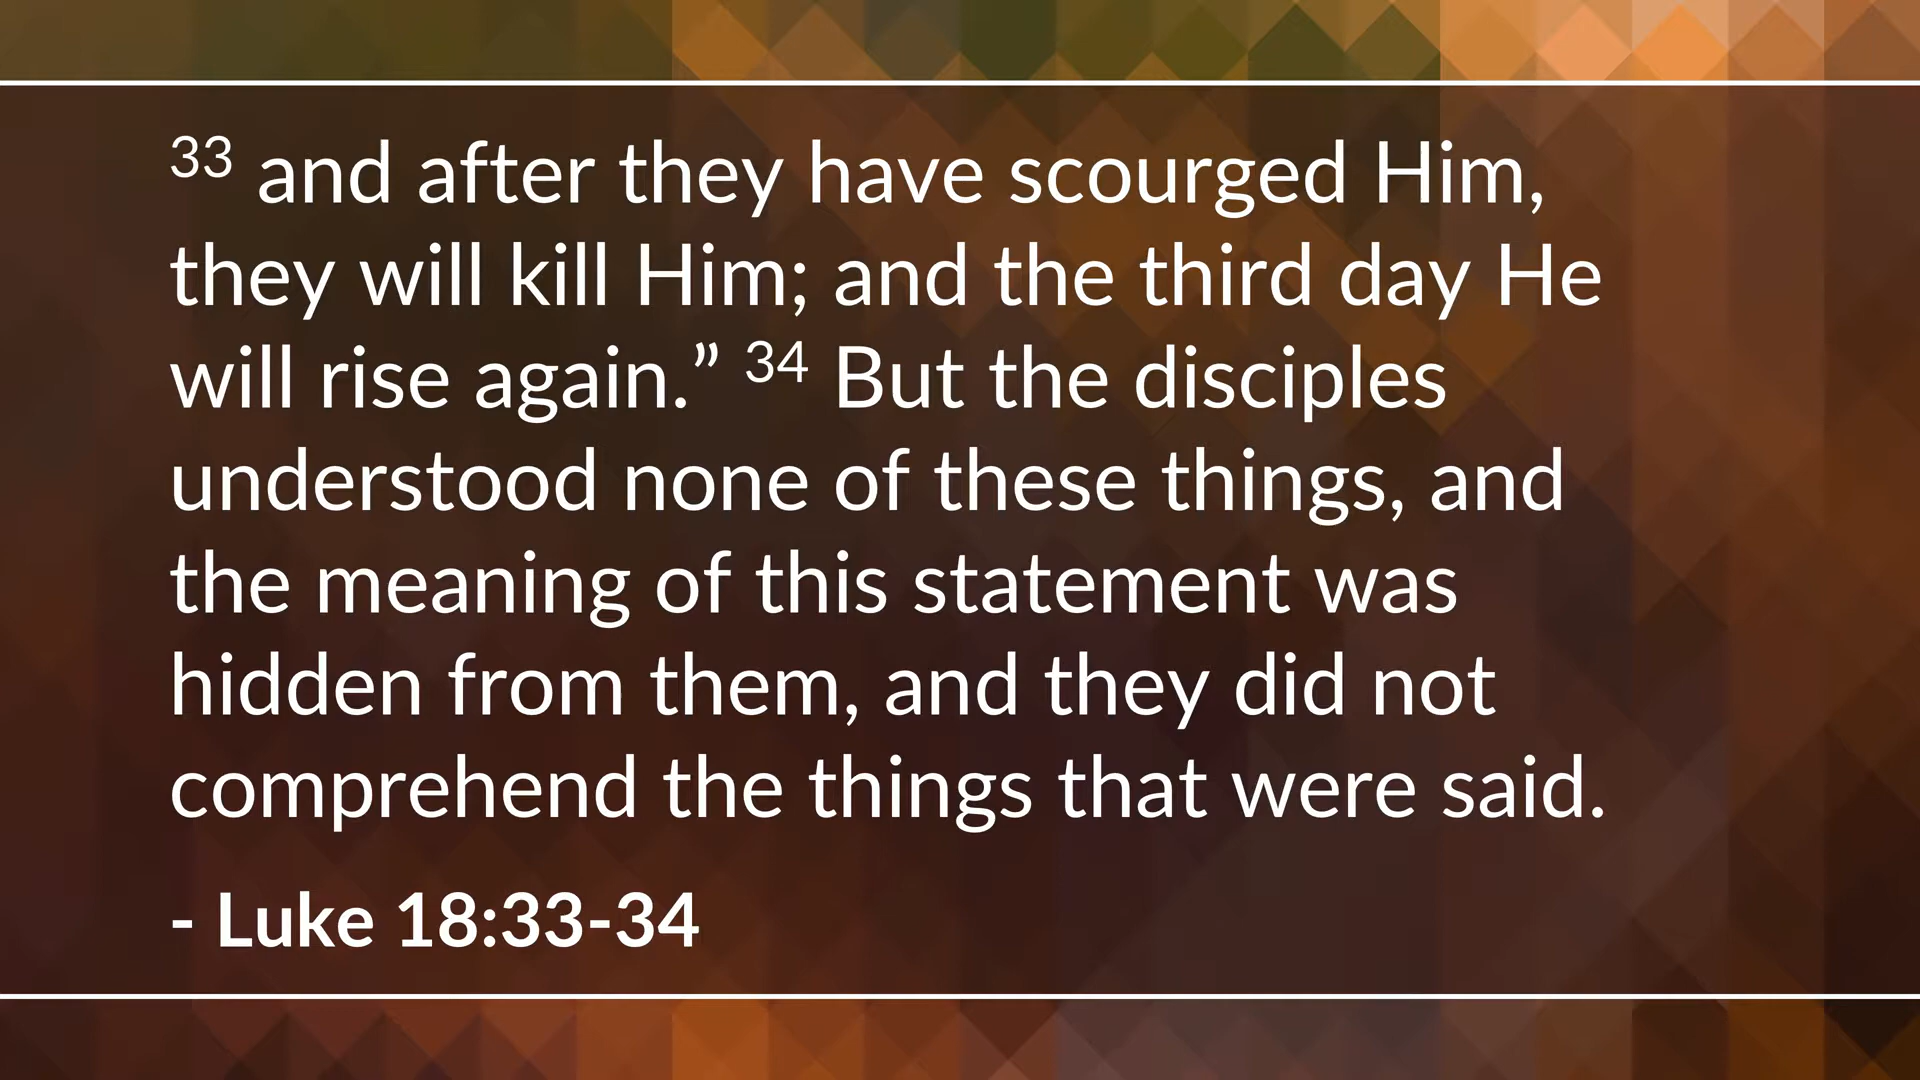 33 and after they have scourged Him,
they will kill Him; and the third day He
will rise again.” 34 But the disciples
understood none of these things, and
the meaning of this statement was
hidden from them, and they did not
comprehend the things that were said.
- Luke 18:33-34